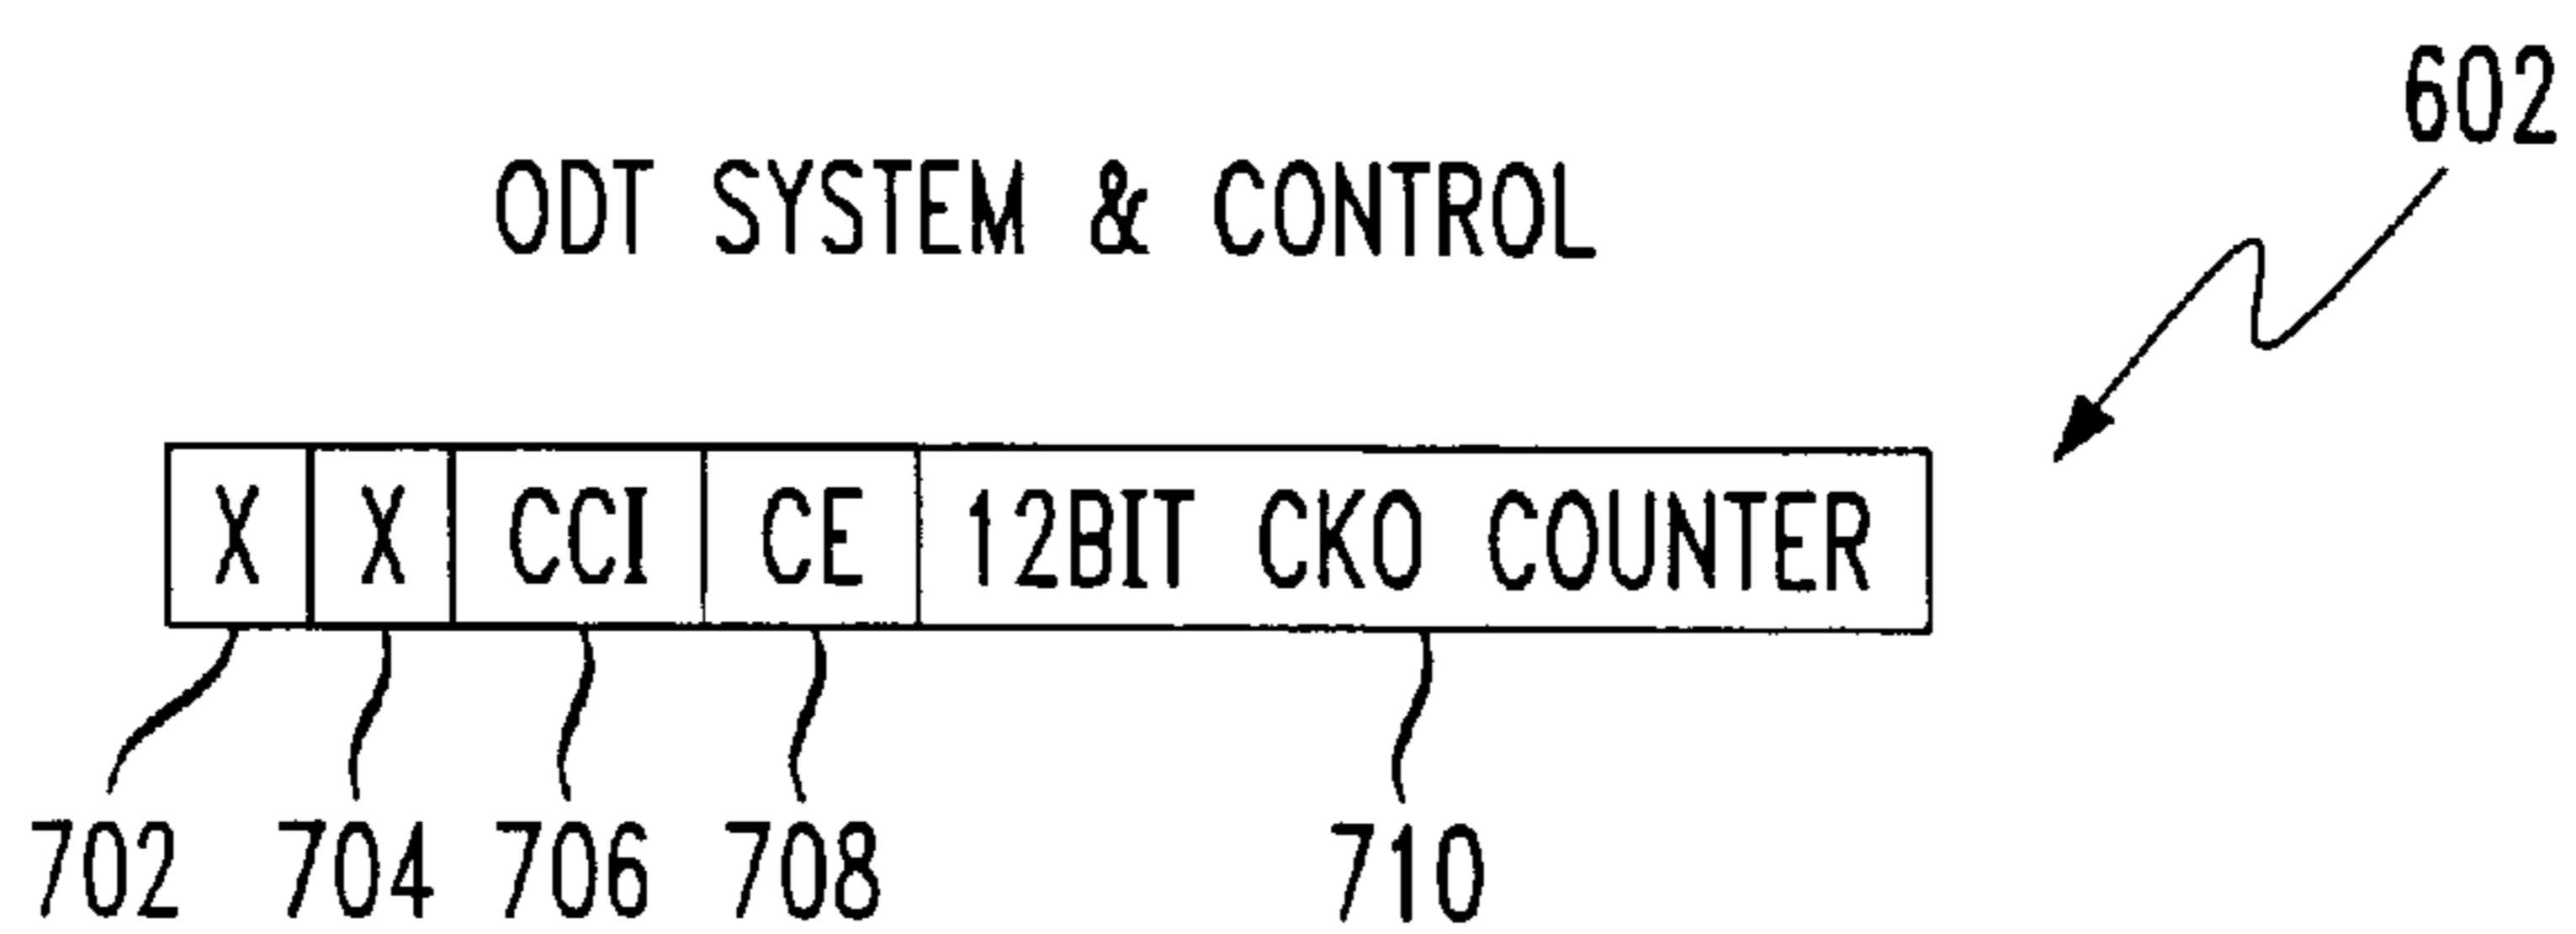 602
ODT SYSTEM & CONTROL
X X CCI CE 12BIT CKO COUNTER
702 704 706 708 710